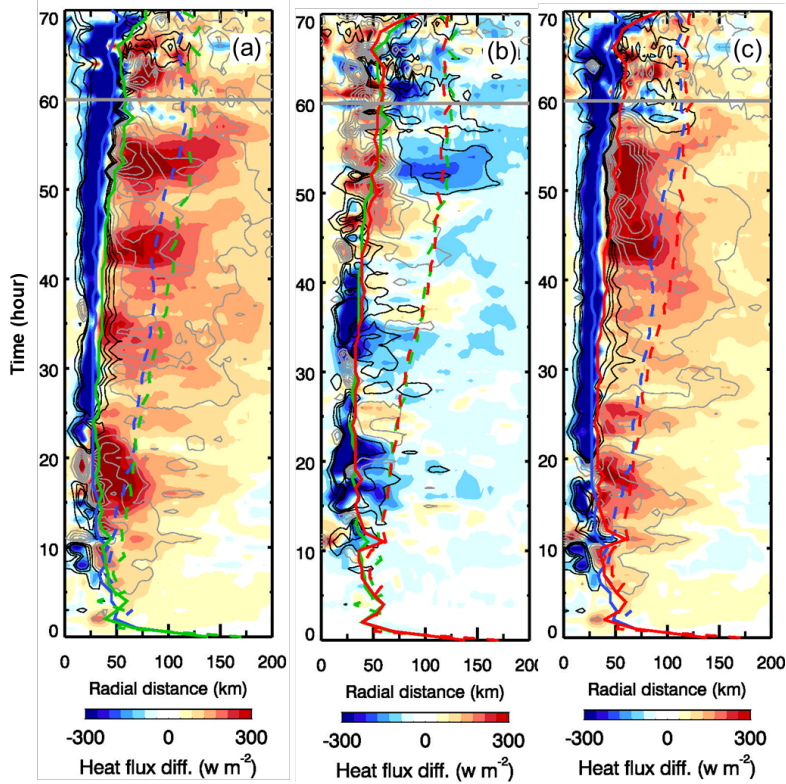 (a) (b) (c)
70 70 70
60 60 60
50 50 50
40 40 40
30 30 30
20 20 20
10 10 10
0 0 0
Time (hour)
0 50 100 150 200 0 50 100 150 200 0 50 100 150 200
Radial distance (km) Radial distance (km) Radial distance (km)
-300 0 300 -300 0 300 -300 0 300
Heat flux diff. (w m-2) Heat flux diff. (w m-2) Heat flux diff. (w m-2)